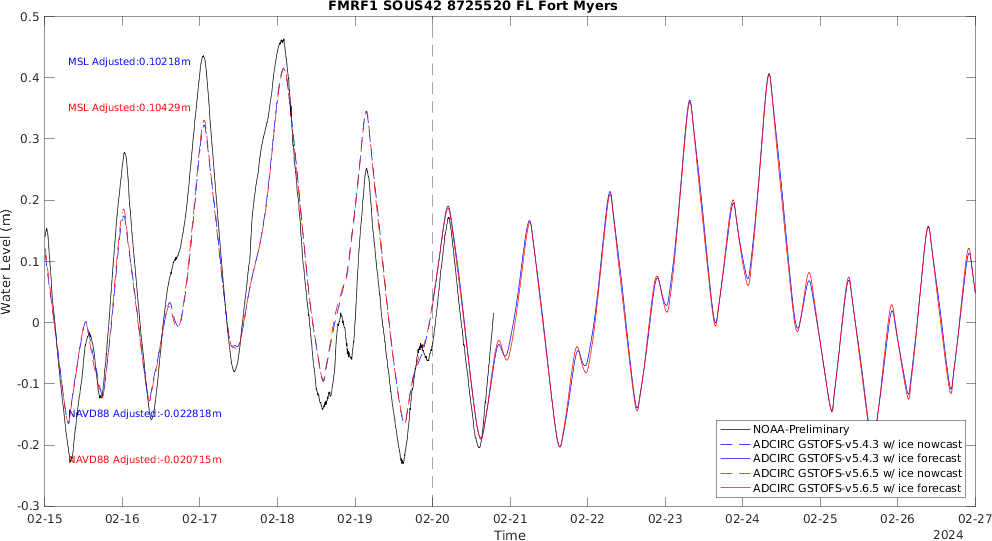 FMRF1 SOUS42 8725520 FL Fort Myers
0.5
0.4
0.3
0.2
0.1
0
-0.1
-0.2
-0.3
Water Level (m)
MSL Adjusted:0.10218m
MSL Adjusted:0.10429m
NAVD88 Adjusted:-0.022818m
NAVD88 Adjusted:-0.020715m
NOAA-Preliminary
ADCIRC GSTOFS-v5.4.3 w/ ice nowcast
ADCIRC GSTOFS-v5.4.3 w/ ice forecast
ADCIRC GSTOFS-v5.6.5 w/ ice nowcast
ADCIRC GSTOFS-v5.6.5 w/ ice forecast
02-15 02-16 02-17 02-18 02-19 02-20 02-21 02-22 02-23 02-24 02-25 02-26 02-27
Time
2024